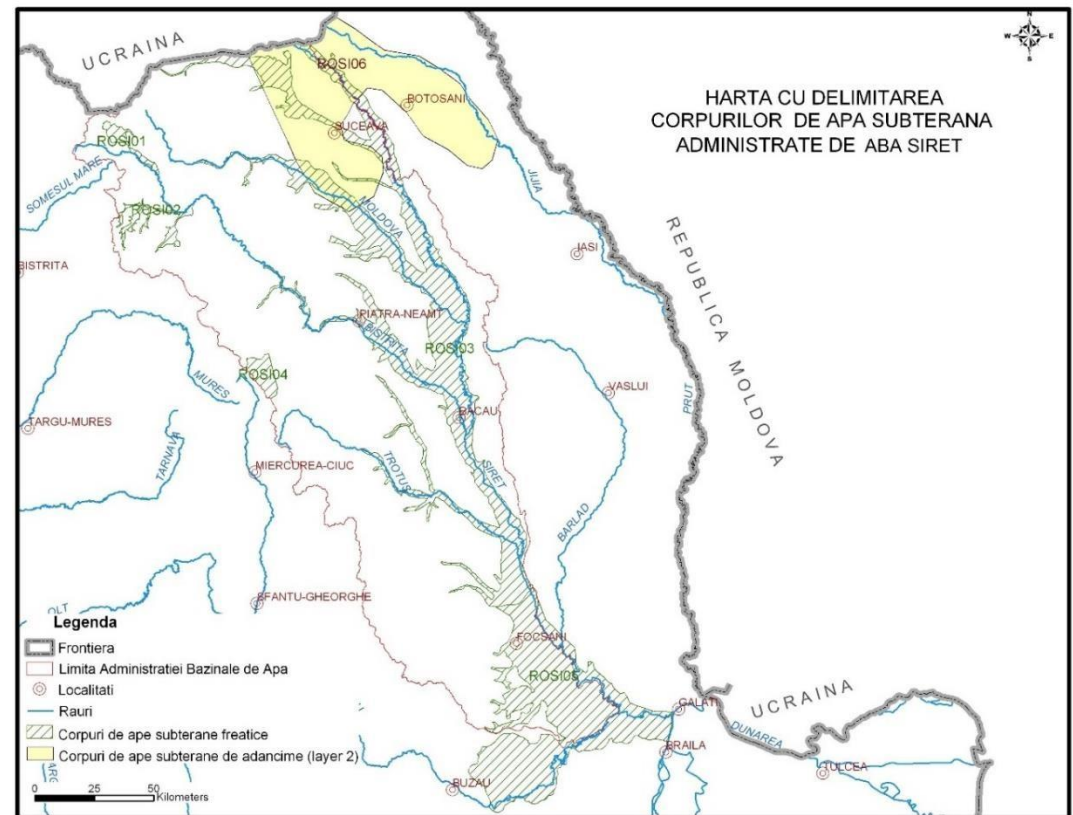 UCRAINA
N
W E
S
ROSI06
BOTOSANI
HARTA CU DELIMITAREA
CORPURILOR DE APA SUBTERANA
ADMINISTRATE DE ABA SIRET
SUCEAVA
ROSI01
SOMESUL MARE
JIJIA
ROSI02
MOLDOVA
REPUBLICA MOLDOVA
IASI
BISTRITA
PIATRA-NEAMT
BISTRITA
ROSI03
ROSI04
MURES
VASLUI
PRUT
BACAU
TARGU-MURES
TARNAVA
MIERCUREA-CIUC
TROTUS
SIRET
BARLAD
SFANTU-GHEORGHE
OLT
Legenda
Frontiera
Limita Administratiei Bazinale de Apa
Localitati
Rauri
Corpuri de ape subterane freatice
Corpuri de ape subterane de adancime (layer 2)
0 25 50 Kilometers
FOCSANI
ROSI05
GALATI
UCRAINA
DUNAREA
BRAILA
TULCEA
BUZAU